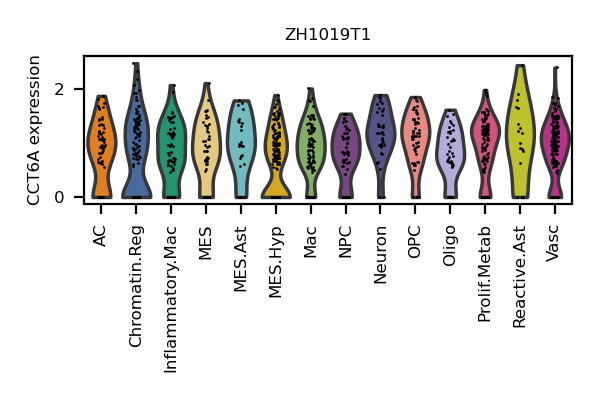 ZH1019T1
CCT6A expression
2
0
AC
Chromatin.Reg
Inflammatory.Mac
MES
MES.Ast
MES.Hyp
Mac
NPC
Neuron
OPC
Oligo
Prolif.Metab
Reactive.Ast
Vasc